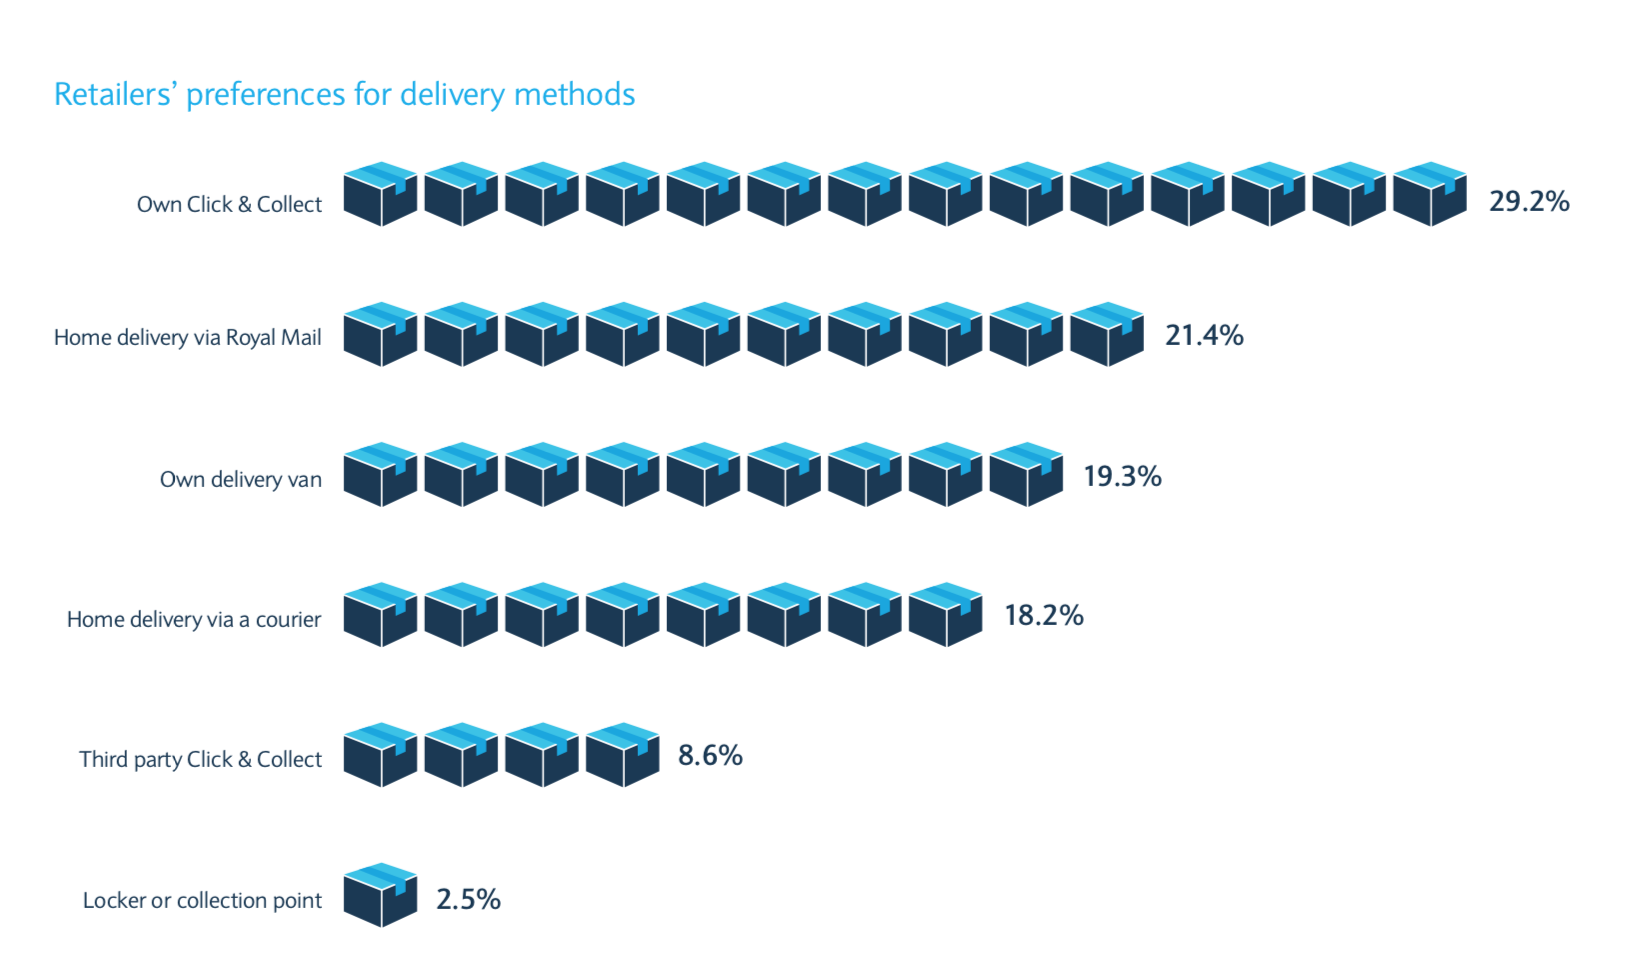 Retailers’ preferences for delivery methods
Own Click & Collect 29.2%
Home delivery via Royal Mail 21.4%
Own delivery van 19.3%
Home delivery via a courier 18.2%
Third party Click & Collect 8.6%
Locker or collection point 2.5%